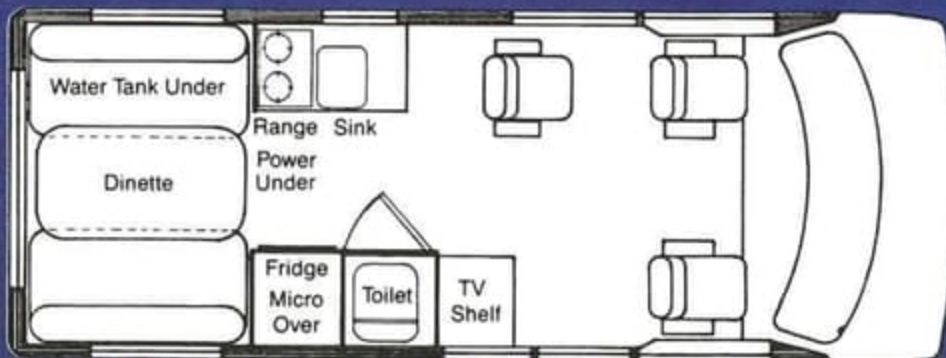 Water Tank Under
Range Sink
Power
Under
Dinette
Fridge
Micro
Over
Toilet
TV
Shelf